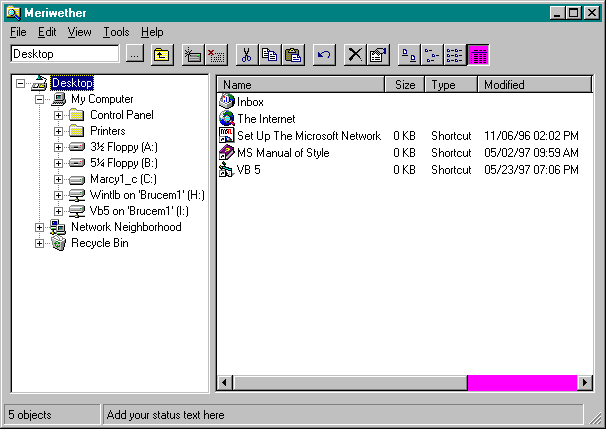 Meriwether
File Edit View Tools Help
Desktop ...
Desktop
My Computer
Control Panel
Printers
3½ Floppy (A:)
5¼ Floppy (B:)
Marcy1_c (C:)
Wintlb on 'Brucem1' (H:)
Vb5 on 'Brucem1' (I:)
Network Neighborhood
Recycle Bin
Name Size Type Modified
Inbox
The Internet
Set Up The Microsoft Network 0 KB Shortcut 11/06/96 02:02 PM
MS Manual of Style 0 KB Shortcut 05/02/97 09:59 AM
VB 5 0 KB Shortcut 05/23/97 07:06 PM
5 objects Add your status text here